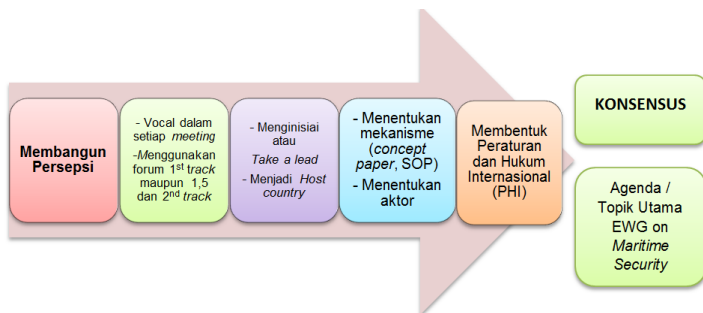 Membangun
Persepsi
- Vocal dalam
setiap meeting
-Menggunakan
forum 1st track
maupun 1,5
dan 2nd track
- Menginisiai
atau
Take a lead
- Menjadi Host
country
- Menentukan
mekanisme
(concept
paper, SOP)
- Menentukan
aktor
Membentuk
Peraturan
dan Hukum
Internasional
(PHI)
KONSENSUS
Agenda /
Topik Utama
EWG on
Maritime
Security